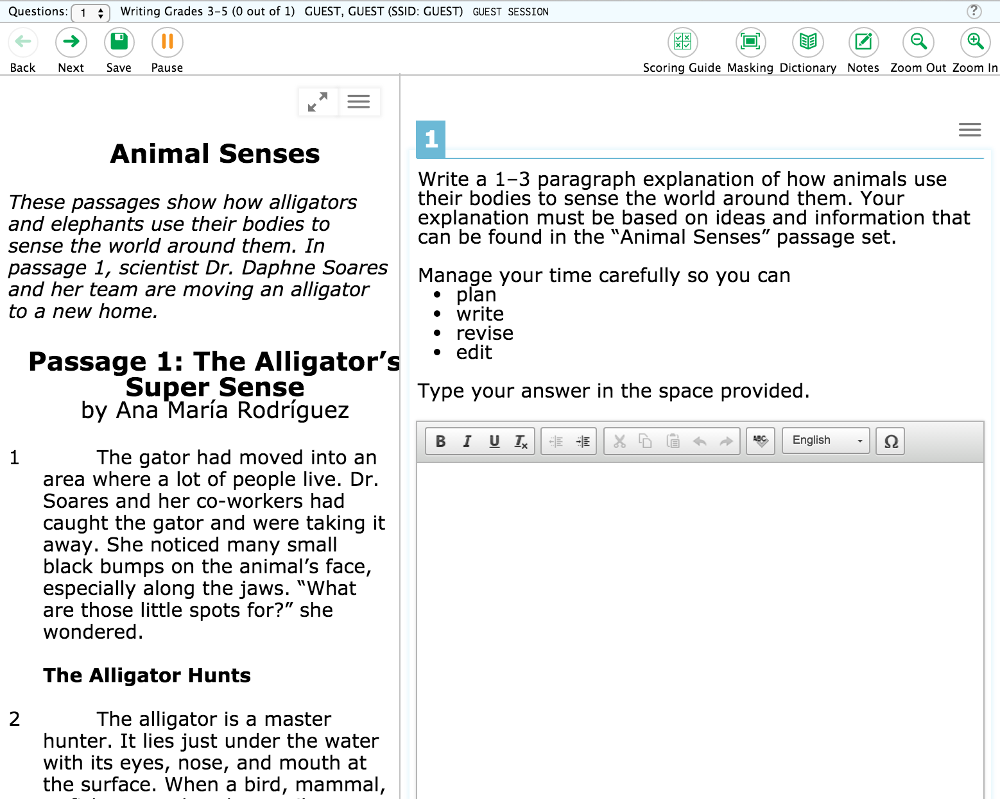 Questions: 1 Writing Grades 3–5 (0 out of 1) GUEST, GUEST (SSID: GUEST) GUEST SESSION ?
Back Next Save Pause Scoring Guide Masking Dictionary Notes Zoom Out Zoom In
Animal Senses
These passages show how alligators
and elephants use their bodies to
sense the world around them. In
passage 1, scientist Dr. Daphne Soares
and her team are moving an alligator
to a new home.
Passage 1: The Alligator’s
Super Sense
by Ana María Rodríguez
1 The gator had moved into an
area where a lot of people live. Dr.
Soares and her co-workers had
caught the gator and were taking it
away. She noticed many small
black bumps on the animal’s face,
especially along the jaws. “What
are those little spots for?” she
wondered.
The Alligator Hunts
2 The alligator is a master
hunter. It lies just under the water
with its eyes, nose, and mouth at
the surface. When a bird, mammal,
1
Write a 1–3 paragraph explanation of how animals use
their bodies to sense the world around them. Your
explanation must be based on ideas and information that
can be found in the “Animal Senses” passage set.
Manage your time carefully so you can
• plan
• write
• revise
• edit
Type your answer in the space provided.
B I U Tx ABC English Ω